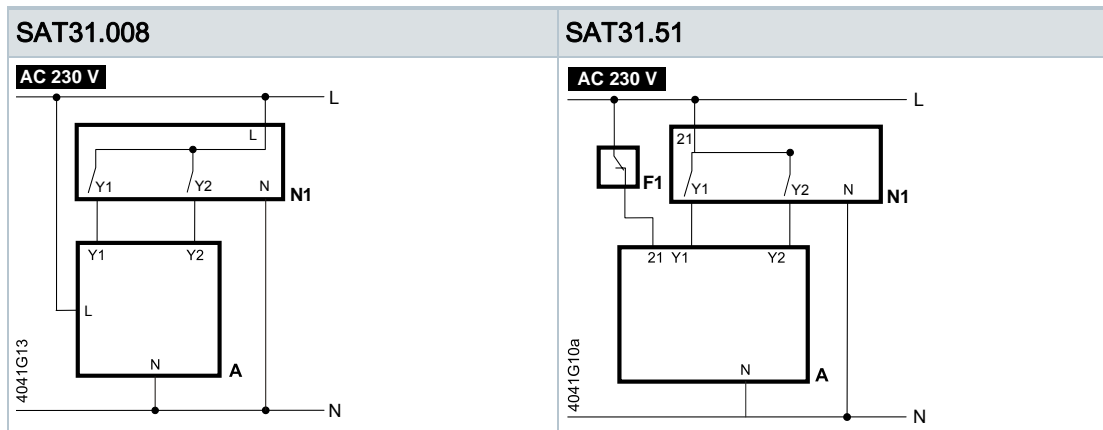 SAT31.008
AC 230 V
L
L
Y1 Y2 N
N1
Y1 Y2
L
N
A
4041G13
N
SAT31.51
AC 230 V
L
21
F1
Y1 Y2 N
N1
21 Y1 Y2
N
A
4041G10a
N